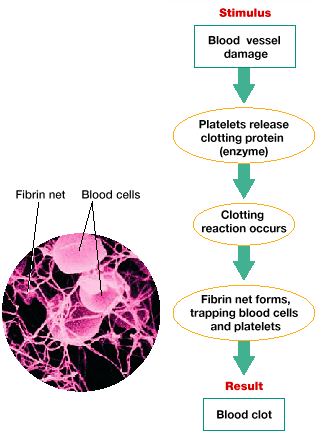 Stimulus
Blood vessel
damage
Platelets release
clotting protein
(enzyme)
Fibrin net
Blood cells
Clotting
reaction occurs
Fibrin net forms,
trapping blood cells
and platelets
Result
Blood clot